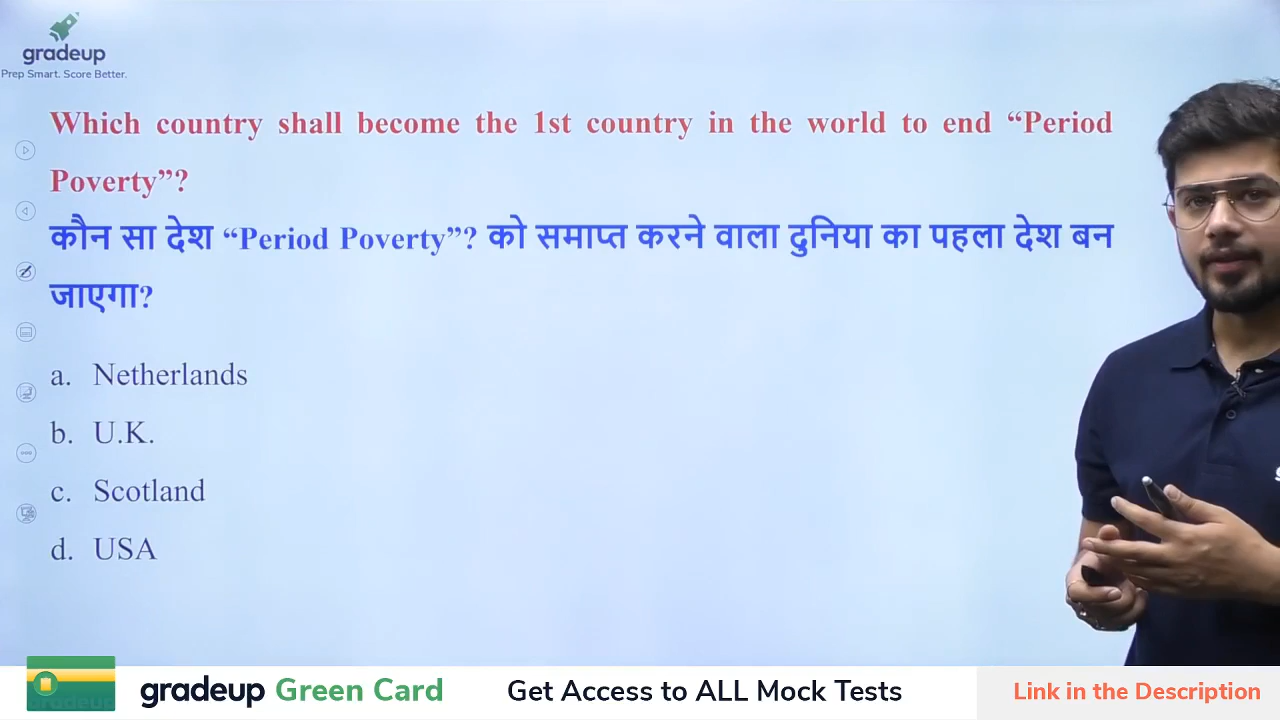 gradeup
Prep Smart. Score Better.
Which country shall become the 1st country in the world to end “Period
Poverty”?
कौन सा देश “Period Poverty”? को समाप्त करने वाला दुनिया का पहला देश बन
जाएगा?
a. Netherlands
b. U.K.
c. Scotland
d. USA
gradeup Green Card
Get Access to ALL Mock Tests
Link in the Description